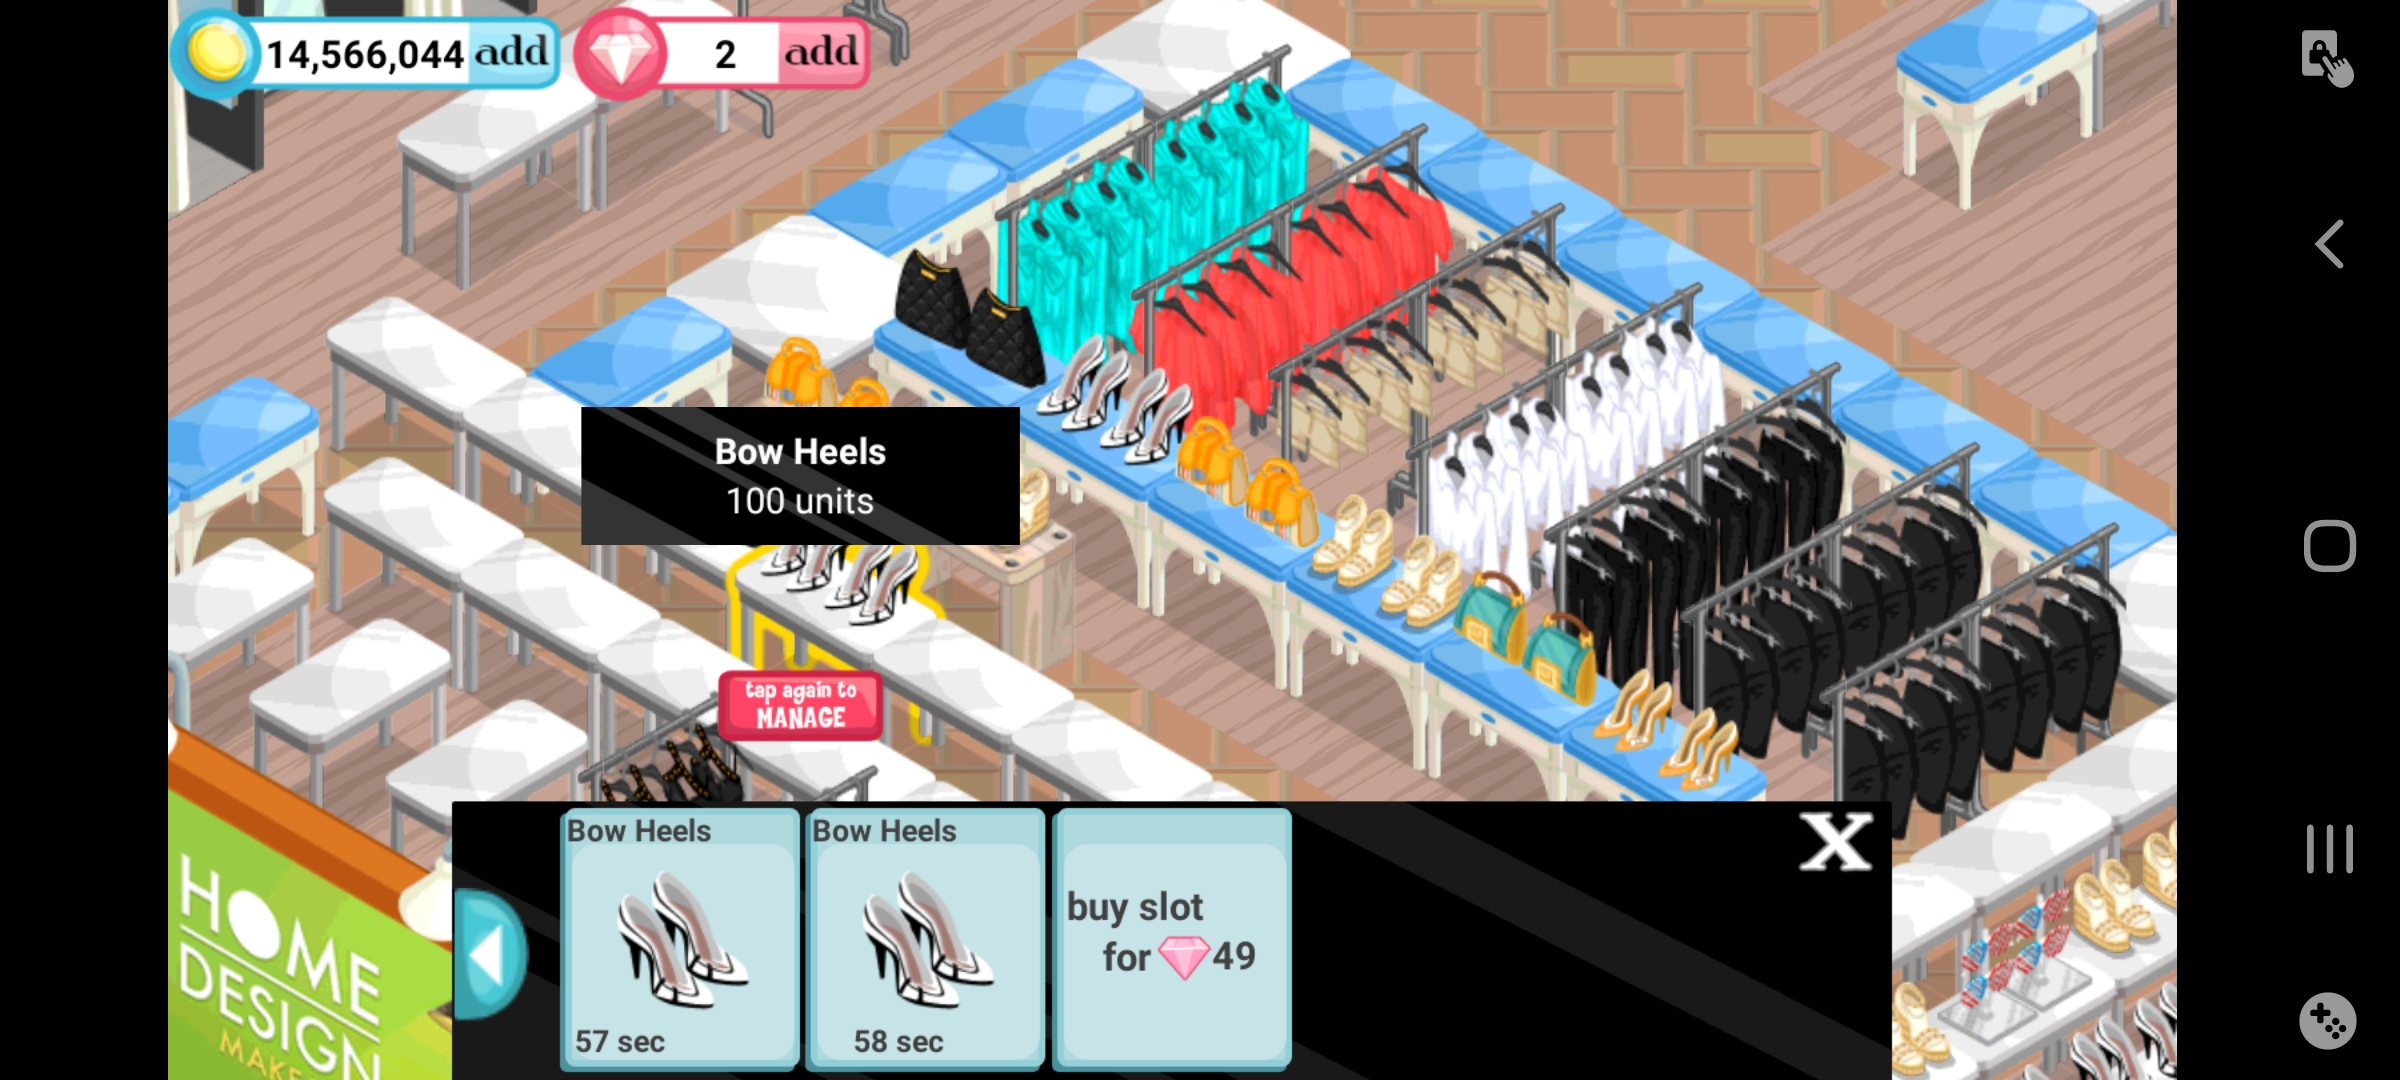 14,566,044 add
2 add
Bow Heels
100 units
tap again to
MANAGE
Bow Heels
57 sec
Bow Heels
58 sec
buy slot
for 49
X
HOME
DESIGN